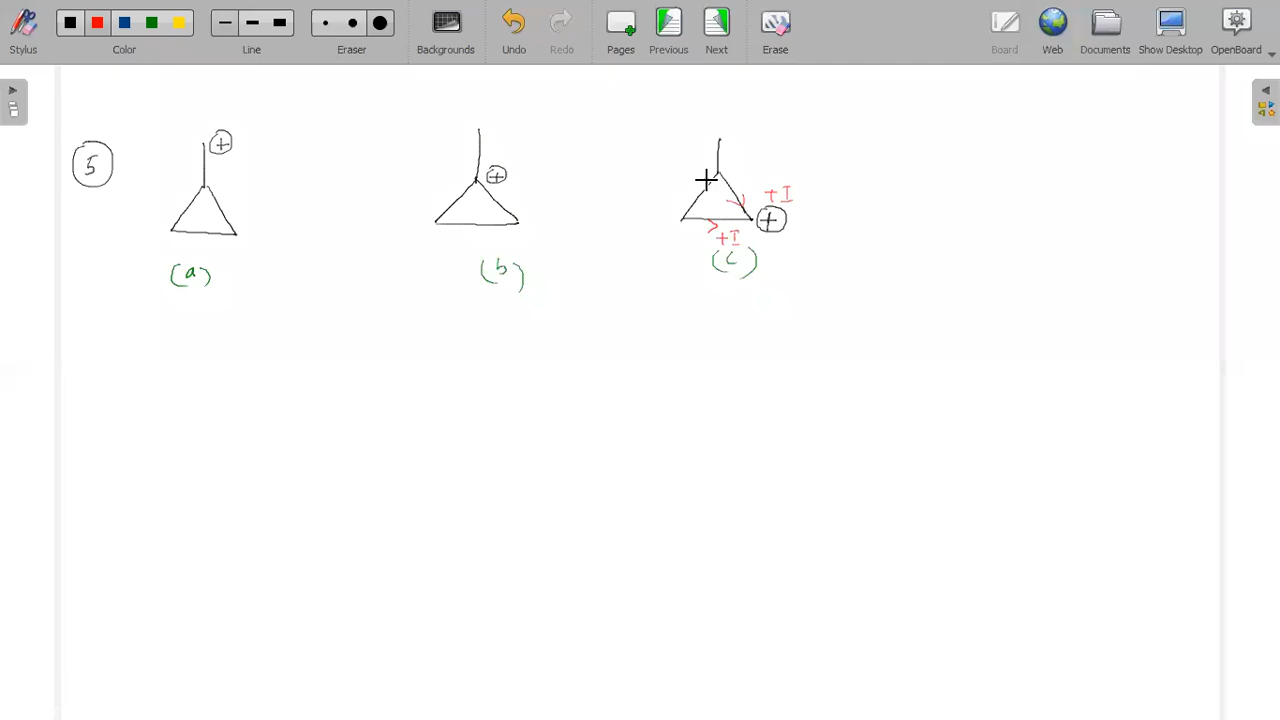 Stylus
Color
Line
Eraser
Backgrounds
Undo
Redo
Pages
Previous
Next
Erase
Board
Web
Documents
Show Desktop
OpenBoard
5
+
+
+I
+
+I
(a)
(b)
(c)